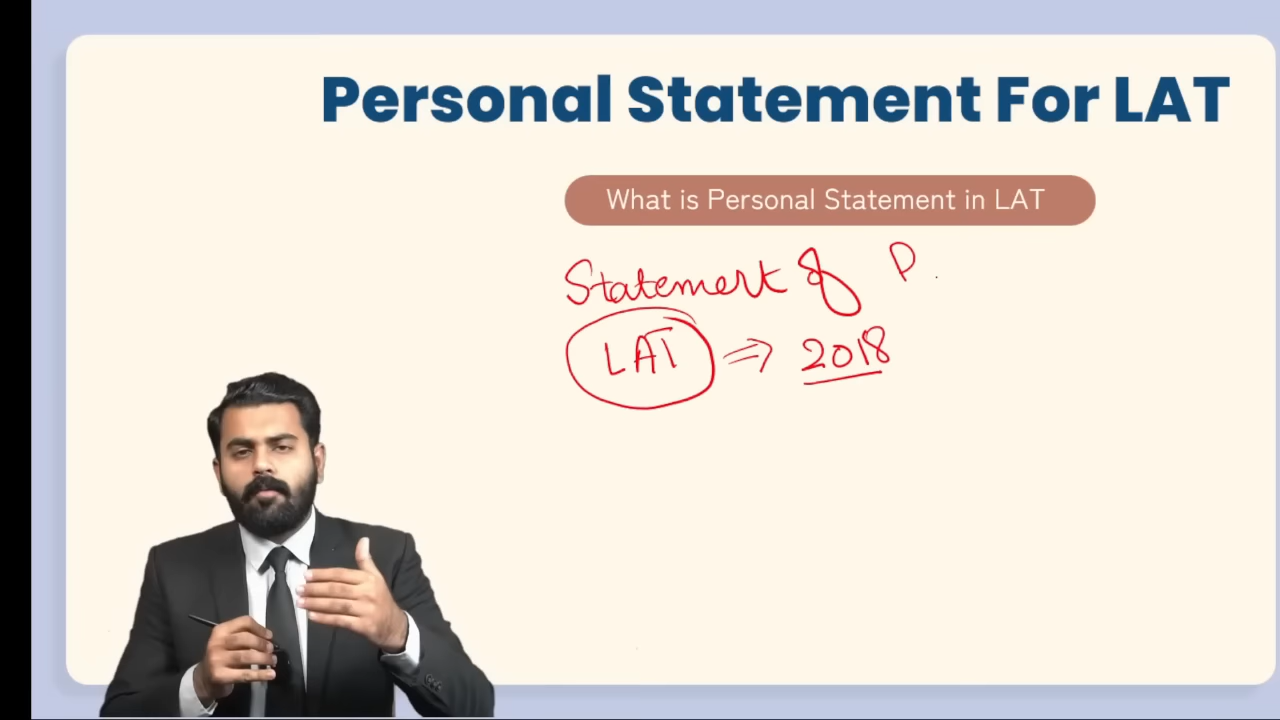 Personal Statement For LAT
What is Personal Statement in LAT
Statement of P.
LAT ⇒ 2018